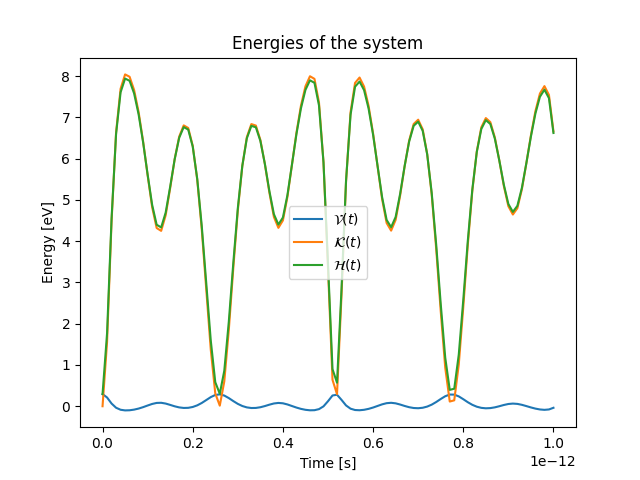 Energies of the system
Energy [eV]
8
7
6
5
4
3
2
1
0
𝒱(t)
𝒦(t)
ℋ(t)
0.0
0.2
0.4
0.6
0.8
1.0
1e−12
Time [s]